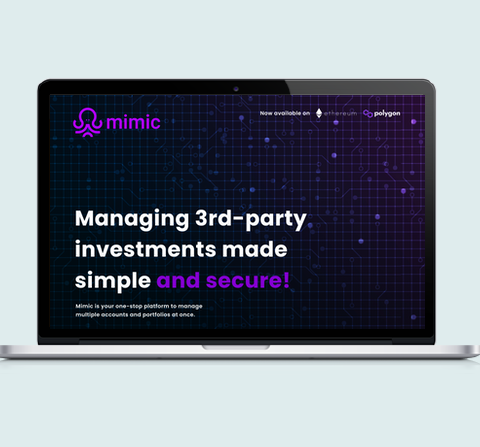 mimic
Now available on ethereum polygon
Managing 3rd-party
investments made
simple and secure!
Mimic is your one-stop platform to manage
multiple accounts and portfolios at once.